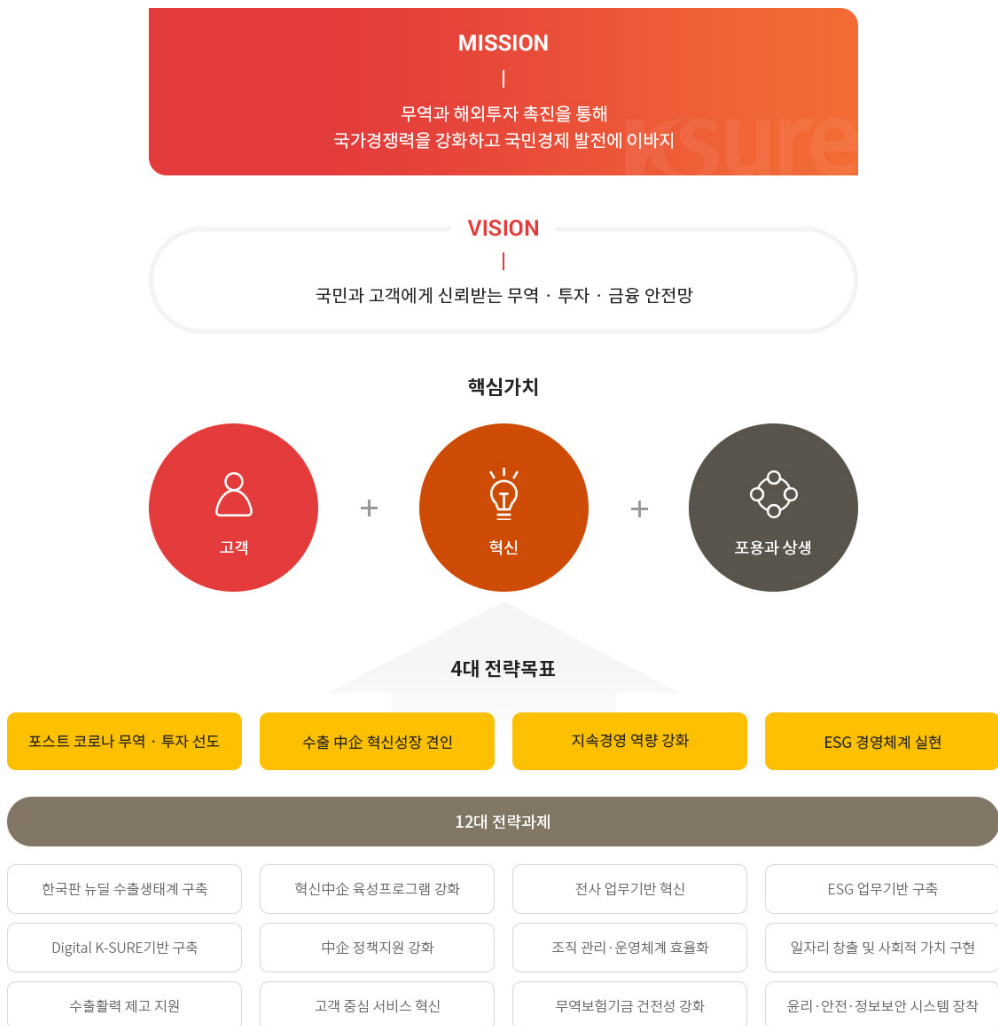 MISSION
무역과 해외투자 촉진을 통해
국가경쟁력을 강화하고 국민경제 발전에 이바지
ksure
VISION
국민과 고객에게 신뢰받는 무역 · 투자 · 금융 안전망
핵심가치
고객
+
혁신
+
포용과 상생
4대 전략목표
포스트 코로나 무역 · 투자 선도
수출 中企 혁신성장 견인
지속경영 역량 강화
ESG 경영체계 실현
12대 전략과제
한국판 뉴딜 수출생태계 구축
혁신中企 육성프로그램 강화
전사 업무기반 혁신
ESG 업무기반 구축
Digital K-SURE기반 구축
中企 정책지원 강화
조직 관리·운영체계 효율화
일자리 창출 및 사회적 가치 구현
수출활력 제고 지원
고객 중심 서비스 혁신
무역보험기금 건전성 강화
윤리·안전·정보보안 시스템 장착